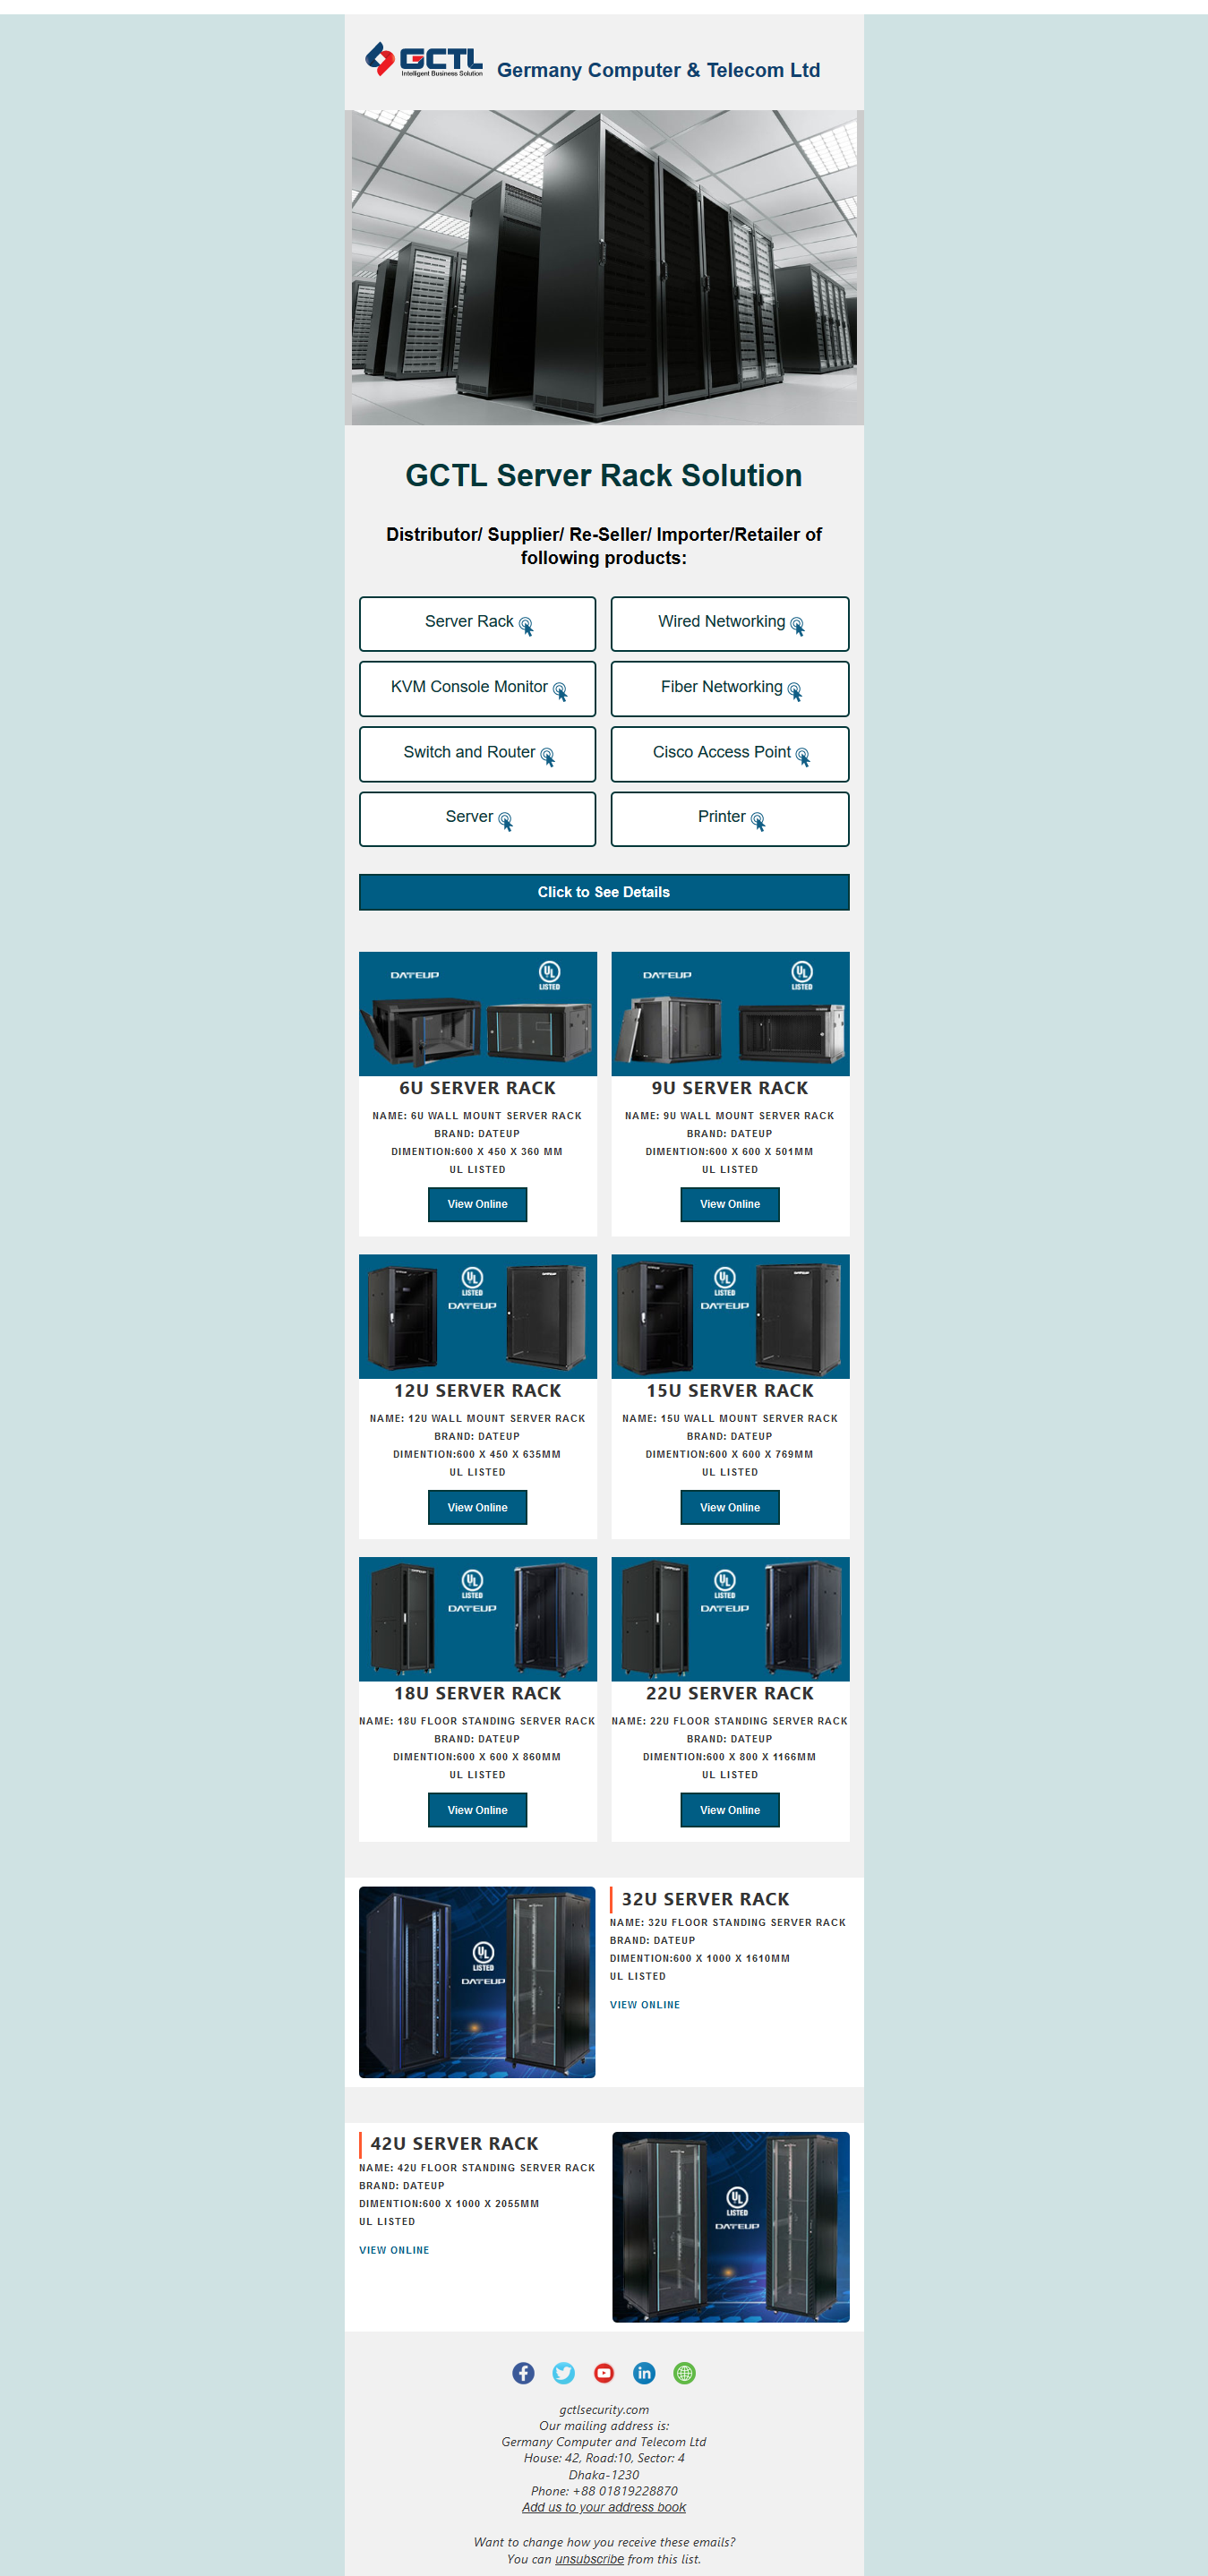 GCTL
Intelligent Business Solution
Germany Computer & Telecom Ltd
GCTL Server Rack Solution
Distributor/ Supplier/ Re-Seller/ Importer/Retailer of
following products:
Server Rack
Wired Networking
KVM Console Monitor
Fiber Networking
Switch and Router
Cisco Access Point
Server
Printer
Click to See Details
DATEUP
UL
LISTED
6U SERVER RACK
NAME: 6U WALL MOUNT SERVER RACK
BRAND: DATEUP
DIMENTION:600 X 450 X 360 MM
UL LISTED
View Online
DATEUP
UL
LISTED
9U SERVER RACK
NAME: 9U WALL MOUNT SERVER RACK
BRAND: DATEUP
DIMENTION:600 X 600 X 501MM
UL LISTED
View Online
UL
LISTED
DATEUP
12U SERVER RACK
NAME: 12U WALL MOUNT SERVER RACK
BRAND: DATEUP
DIMENTION:600 X 450 X 635MM
UL LISTED
View Online
UL
LISTED
DATEUP
15U SERVER RACK
NAME: 15U WALL MOUNT SERVER RACK
BRAND: DATEUP
DIMENTION:600 X 600 X 769MM
UL LISTED
View Online
UL
LISTED
DATEUP
18U SERVER RACK
NAME: 18U FLOOR STANDING SERVER RACK
BRAND: DATEUP
DIMENTION:600 X 600 X 860MM
UL LISTED
View Online
UL
LISTED
DATEUP
22U SERVER RACK
NAME: 22U FLOOR STANDING SERVER RACK
BRAND: DATEUP
DIMENTION:600 X 800 X 1166MM
UL LISTED
View Online
UL
LISTED
DATEUP
32U SERVER RACK
NAME: 32U FLOOR STANDING SERVER RACK
BRAND: DATEUP
DIMENTION:600 X 1000 X 1610MM
UL LISTED
VIEW ONLINE
42U SERVER RACK
NAME: 42U FLOOR STANDING SERVER RACK
BRAND: DATEUP
DIMENTION:600 X 1000 X 2055MM
UL LISTED
VIEW ONLINE
UL
LISTED
DATEUP
gctlsecurity.com
Our mailing address is:
Germany Computer and Telecom Ltd
House: 42, Road:10, Sector: 4
Dhaka-1230
Phone: +88 01819228870
Add us to your address book
Want to change how you receive these emails?
You can unsubscribe from this list.